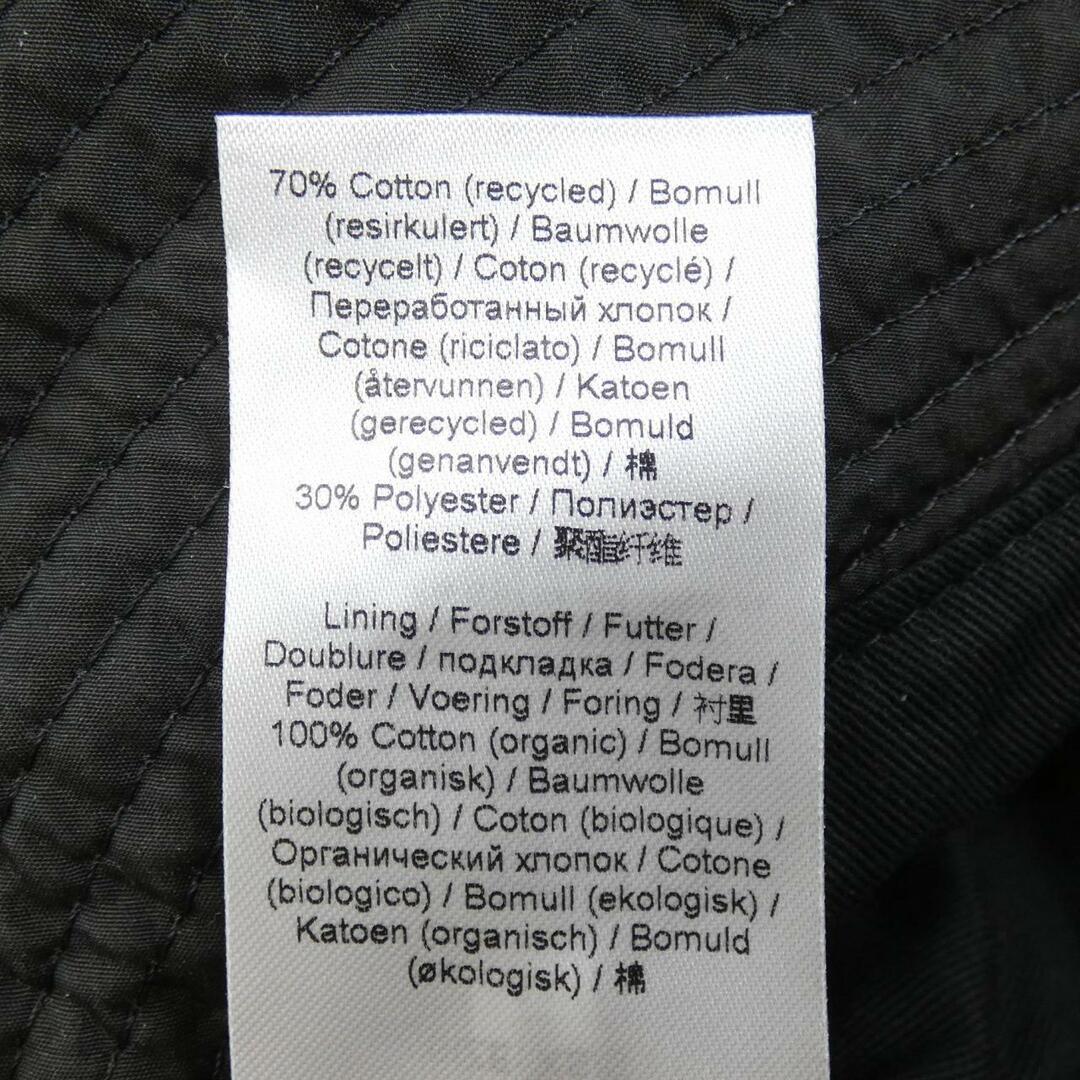 70% Cotton (recycled) / Bomull
(resirkulert) / Baumwolle
(recycelt) / Coton (recyclé) /
Переработанный хлопок /
Cotone (riciclato) / Bomull
(återvunnen) / Katoen
(gerecycled) / Bomuld
(genanvendt) / 棉
30% Polyester / Полиэстер /
Poliestere / 聚酯纤维
Lining / Forstoff / Futter /
Doublure / подкладка / Fodera /
Foder / Voering / Foring / 衬里
100% Cotton (organic) / Bomull
(organisk) / Baumwolle
(biologisch) / Coton (biologique) /
Органический хлопок / Cotone
(biologico) / Bomull (ekologisk) /
Katoen (organisch) / Bomuld
(økologisk) / 棉